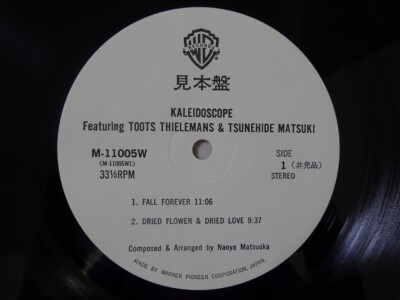 見本盤
KALEIDOSCOPE
Featuring TOOTS THIELEMANS & TSUNEHIDE MATSUKI
M-11005W
(M-11005W1)
33⅓RPM
SIDE
1 (非売品)
STEREO
1. FALL FOREVER 11:06
2. DRIED FLOWER & DRIED LOVE 9:37
Composed & Arranged by Naoya Matsuoka
MADE BY WARNER PIONEER CORPORATION, JAPAN.